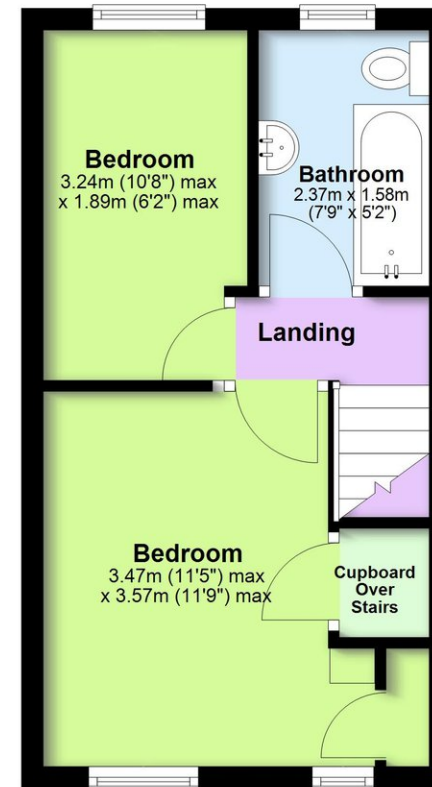 Bedroom
3.24m (10'8") max
x 1.89m (6'2") max
Bathroom
2.37m x 1.58m
(7'9" x 5'2")
Landing
Bedroom
3.47m (11'5") max
x 3.57m (11'9") max
Cupboard
Over
Stairs